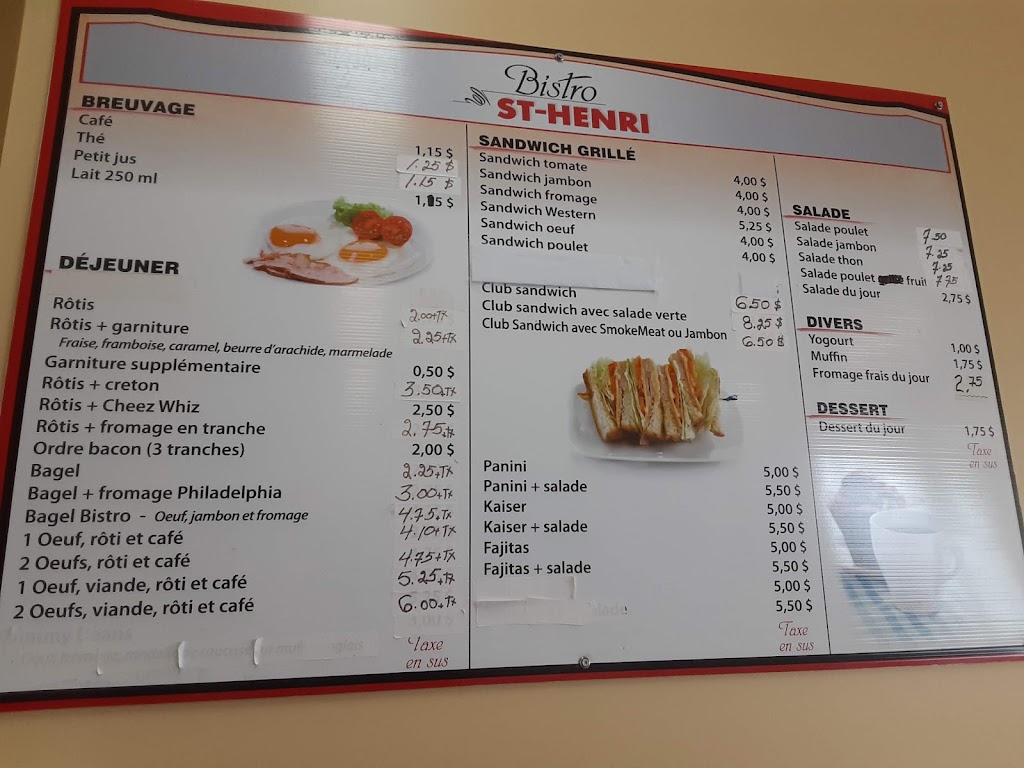 Bistro
ST-HENRI
BREUVAGE
Café 1,15 $
Thé 1.25 $
Petit jus 1.15 $
Lait 250 ml
DÉJEUNER
Rôtis 2.00+TX
Rôtis + garniture 2.25+TX
Fraise, framboise, caramel, beurre d'arachide, marmelade
Garniture supplémentaire 0,50 $
Rôtis + creton 3.50+TX
Rôtis + Cheez Whiz 2,50 $
Rôtis + fromage en tranche 2.75+TX
Ordre bacon (3 tranches) 2,00 $
Bagel 2.25+TX
Bagel + fromage Philadelphia 3.00+TX
Bagel Bistro - Oeuf, jambon et fromage 4.75+TX
1 Oeuf, rôti et café 4.10+TX
2 Oeufs, rôti et café 4.75+TX
1 Oeuf, viande, rôti et café 5.25+TX
2 Oeufs, viande, rôti et café 6.00+TX
Taxe
en sus
SANDWICH GRILLÉ
Sandwich tomate 4,00 $
Sandwich jambon 4,00 $
Sandwich fromage 4,00 $
Sandwich Western 5,25 $
Sandwich oeuf 4,00 $
Sandwich poulet 4,00 $
Club sandwich 6.50 $
Club sandwich avec salade verte 8.25 $
Club Sandwich avec SmokeMeat ou Jambon 6.50 $
Panini 5,00 $
Panini + salade 5,50 $
Kaiser 5,00 $
Kaiser + salade 5,50 $
Fajitas 5,00 $
Fajitas + salade 5,50 $
5,00 $
salade 5,50 $
Taxe
en sus
SALADE
Salade poulet 7.50
Salade jambon 7.25
Salade thon 7.25
Salade poulet fruit 7.75
Salade du jour 2,75 $
DIVERS
Yogourt 1,00 $
Muffin 1,75 $
Fromage frais du jour 2,75
DESSERT
Dessert du jour 1,75 $
Taxe
en sus